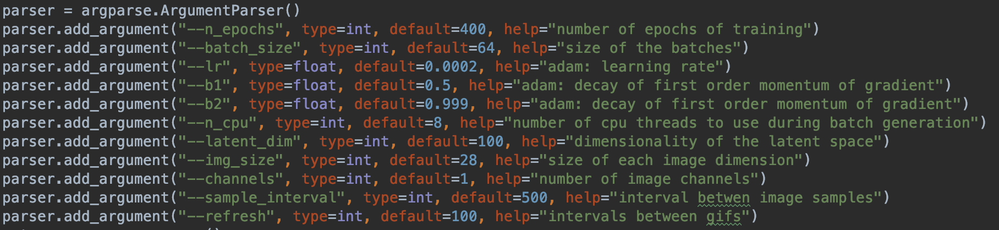 parser = argparse.ArgumentParser()
parser.add_argument("--n_epochs", type=int, default=400, help="number of epochs of training")
parser.add_argument("--batch_size", type=int, default=64, help="size of the batches")
parser.add_argument("--lr", type=float, default=0.0002, help="adam: learning rate")
parser.add_argument("--b1", type=float, default=0.5, help="adam: decay of first order momentum of gradient")
parser.add_argument("--b2", type=float, default=0.999, help="adam: decay of first order momentum of gradient")
parser.add_argument("--n_cpu", type=int, default=8, help="number of cpu threads to use during batch generation")
parser.add_argument("--latent_dim", type=int, default=100, help="dimensionality of the latent space")
parser.add_argument("--img_size", type=int, default=28, help="size of each image dimension")
parser.add_argument("--channels", type=int, default=1, help="number of image channels")
parser.add_argument("--sample_interval", type=int, default=500, help="interval betwen image samples")
parser.add_argument("--refresh", type=int, default=100, help="intervals between gifs")